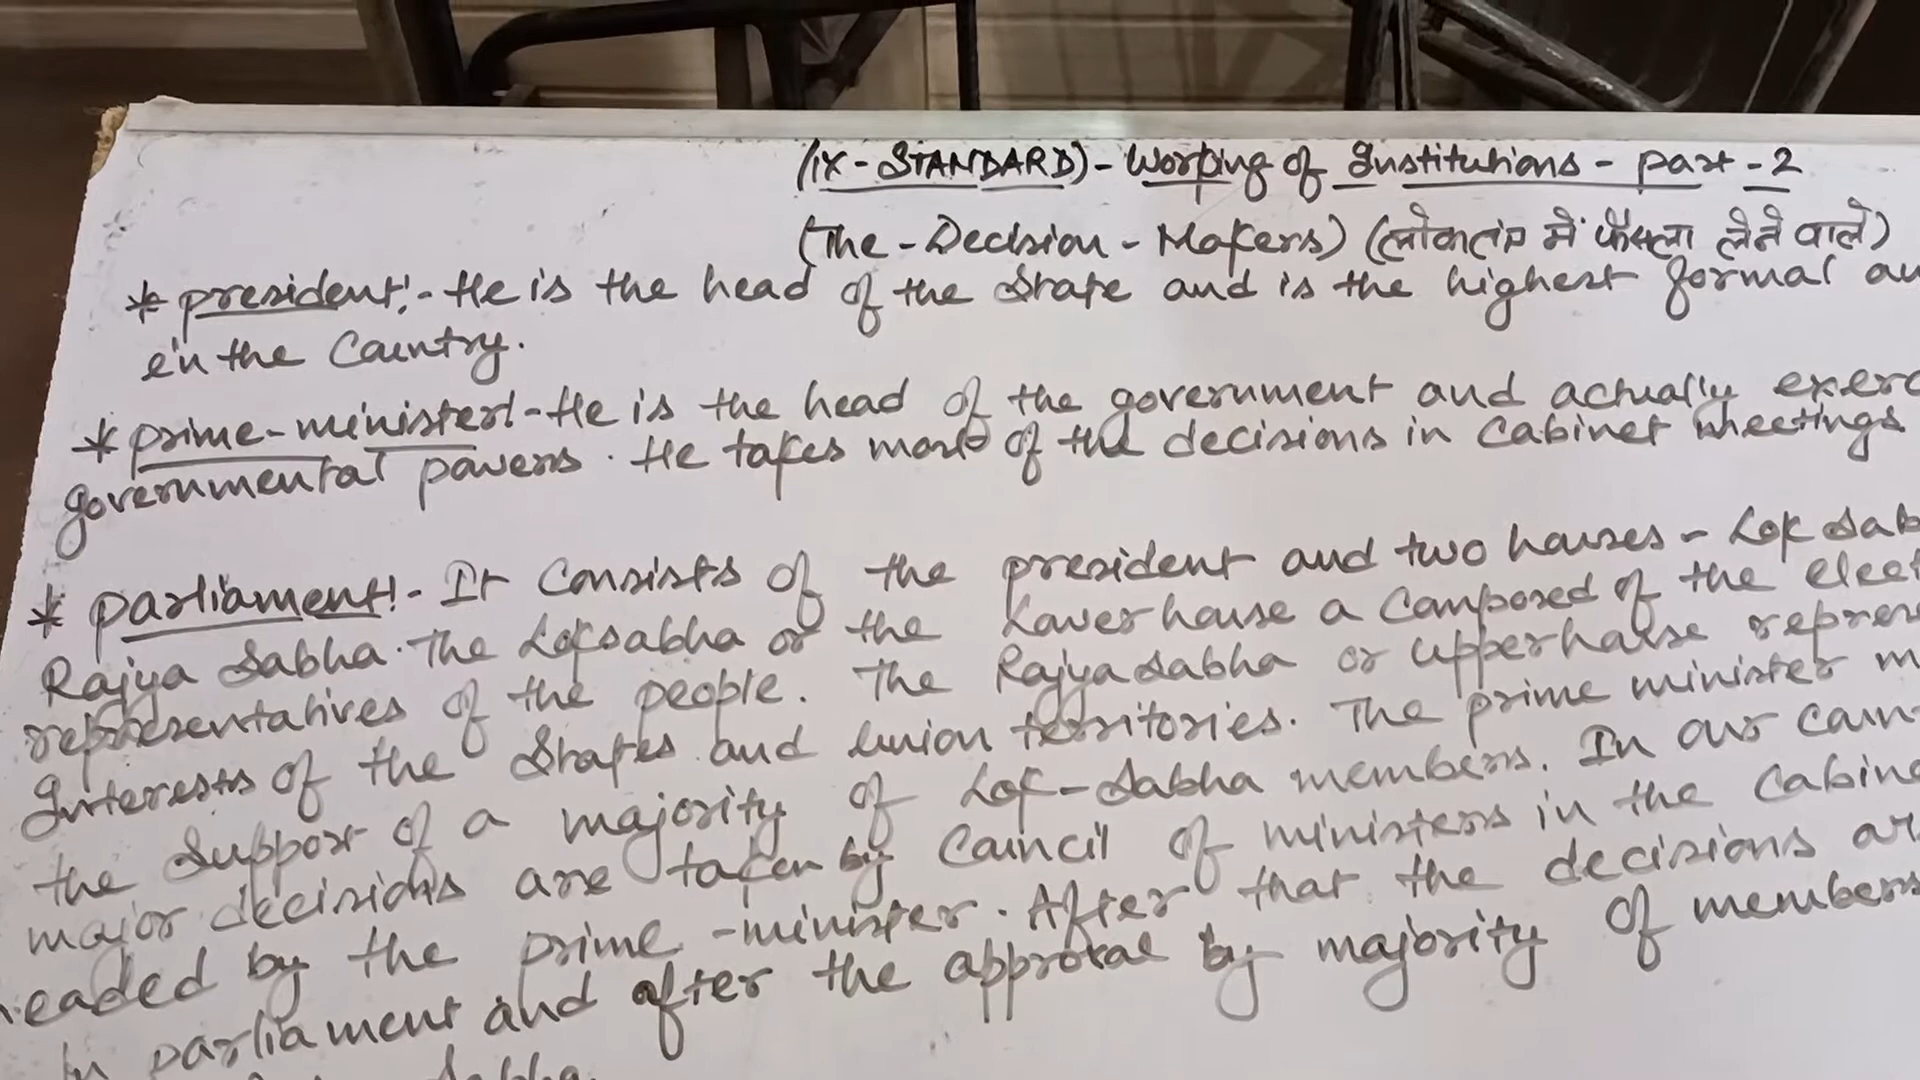 (IX-STANDARD)-Working of Institutions - part-2
(The-Decision-Makers) (लोकतंत्र में फैसला लेने वाले)
* president:- He is the head of the State and is the highest formal au
in the Country.
* prime-minister:-He is the head of the government and actually exerc
governmental powers. He takes most of the decisions in Cabinet meetings
* parliament:- It Consists of the president and two houses - Lok Sab
Rajya Sabha. The Loksabha or the Lower house a Composed of the elect
representatives of the people. The Rajyasabha or upperhouse repres
Interests of the States and union territories. The prime minister m
the Support of a majority of Lok-Sabha members. In our Coun
major decisions are taken by Council of ministers in the Cabine
eaded by the prime-minister. After that the decisions ar
In parliament and after the approval by majority of members
Sabha.